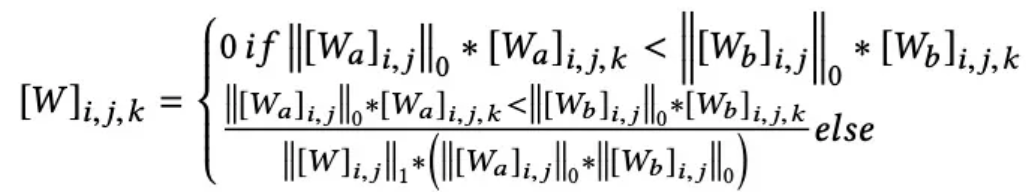 [W]_{i,j,k} = { 0 if ‖[W_a]_{i,j}‖_0 * [W_a]_{i,j,k} < ‖[W_b]_{i,j}‖_0 * [W_b]_{i,j,k}
\frac{‖[W_a]_{i,j}‖_0*[W_a]_{i,j,k}<‖[W_b]_{i,j}‖_0*[W_b]_{i,j,k}}{‖[W]_{i,j}‖_1*(‖[W_a]_{i,j}‖_0*‖[W_b]_{i,j}‖_0)} else